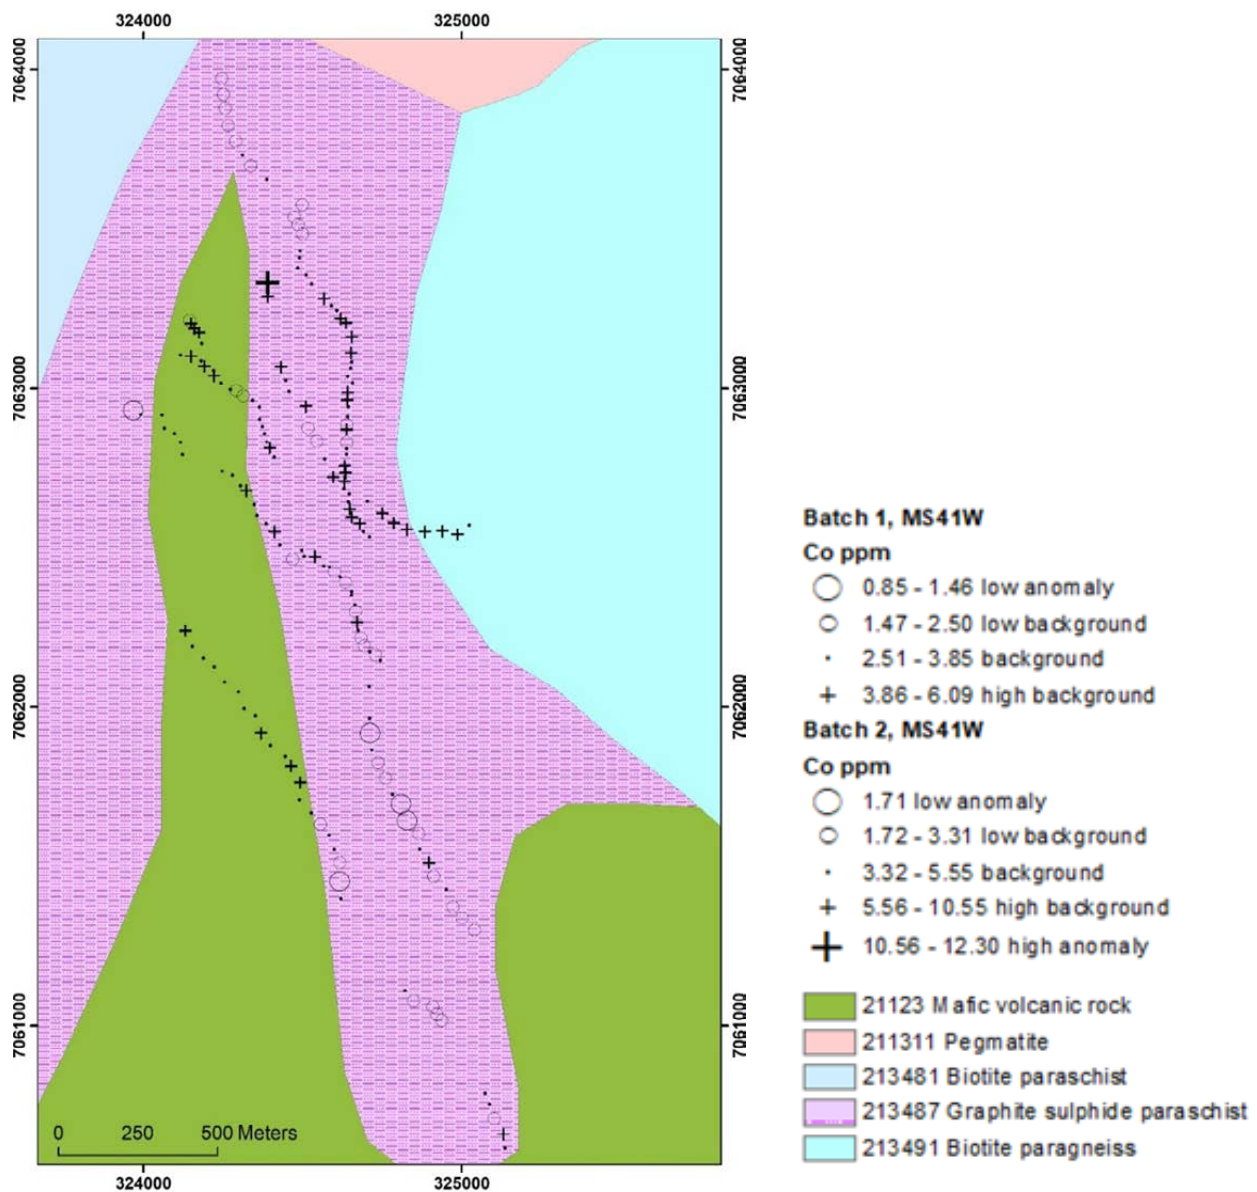 324000 325000
7064000 7064000
7063000 7063000
7062000 7062000
7061000 7061000
0 250 500 Meters
324000 325000
Batch 1, MS41W
Co ppm
0.85 - 1.46 low anomaly
1.47 - 2.50 low background
2.51 - 3.85 background
3.86 - 6.09 high background
Batch 2, MS41W
Co ppm
1.71 low anomaly
1.72 - 3.31 low background
3.32 - 5.55 background
5.56 - 10.55 high background
10.56 - 12.30 high anomaly
21123 Mafic volcanic rock
211311 Pegmatite
213481 Biotite paraschist
213487 Graphite sulphide paraschist
213491 Biotite paragneiss